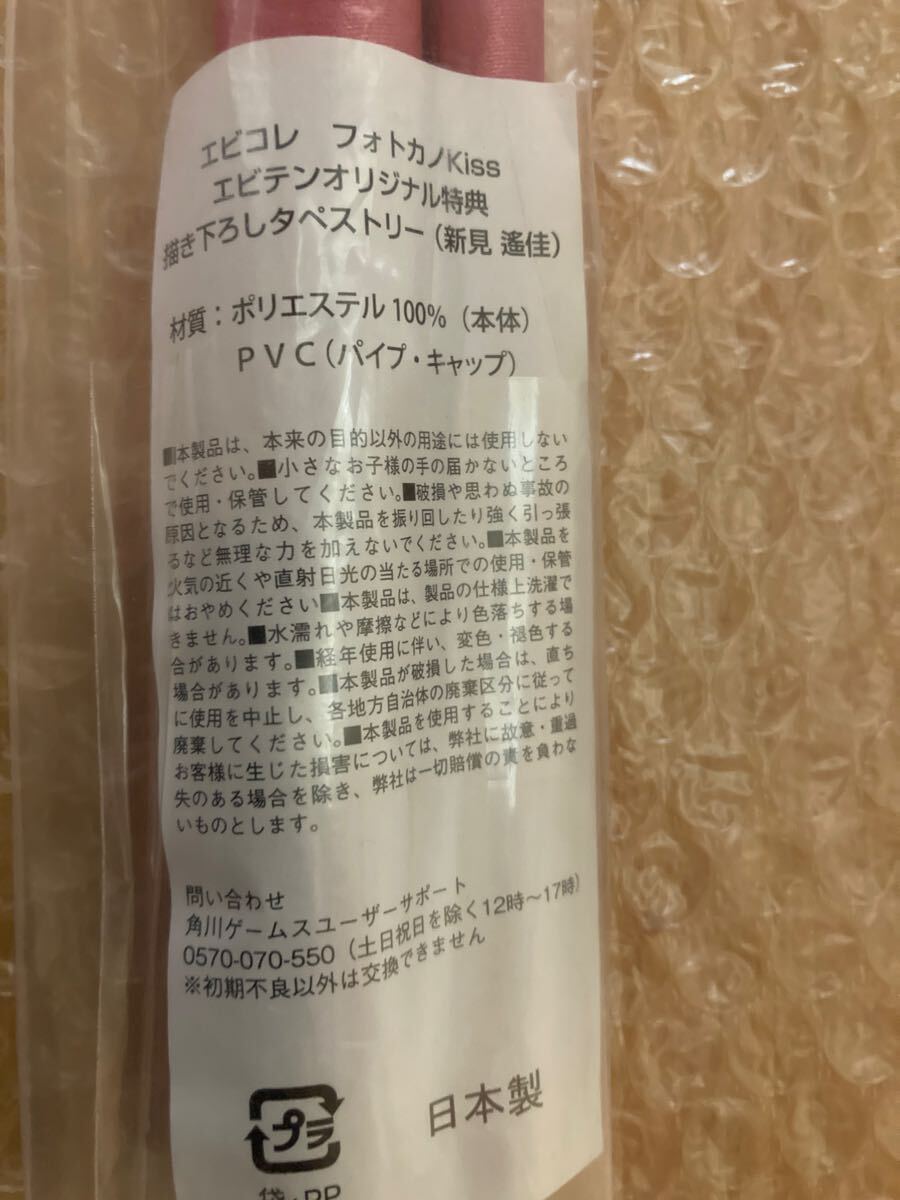 エビコレ フォトカノKiss
エビテンオリジナル特典
描き下ろしタペストリー(新見 遙佳)
材質:ポリエステル100%(本体)
PVC(パイプ・キャップ)
■本製品は、本来の目的以外の用途には使用しない
でください。■小さなお子様の手の届かないところ
で使用・保管してください。■破損や思わぬ事故の
原因となるため、本製品を振り回したり強く引っ張
るなど無理な力を加えないでください。■本製品を
火気の近くや直射日光の当たる場所での使用・保管
はおやめください■本製品は、製品の仕様上洗濯で
きません。■水濡れや摩擦などにより色落ちする場
合があります。■経年使用に伴い、変色・褪色する
場合があります。■本製品が破損した場合は、直ち
に使用を中止し、各地方自治体の廃棄区分に従って
廃棄してください。■本製品を使用することにより
お客様に生じた損害については、弊社に故意・重過
失のある場合を除き、弊社は一切賠償の責を負わな
いものとします。
問い合わせ
角川ゲームスユーザーサポート
0570-070-550(土日祝日を除く12時~17時)
※初期不良以外は交換できません
プラ
日本製
袋:PP